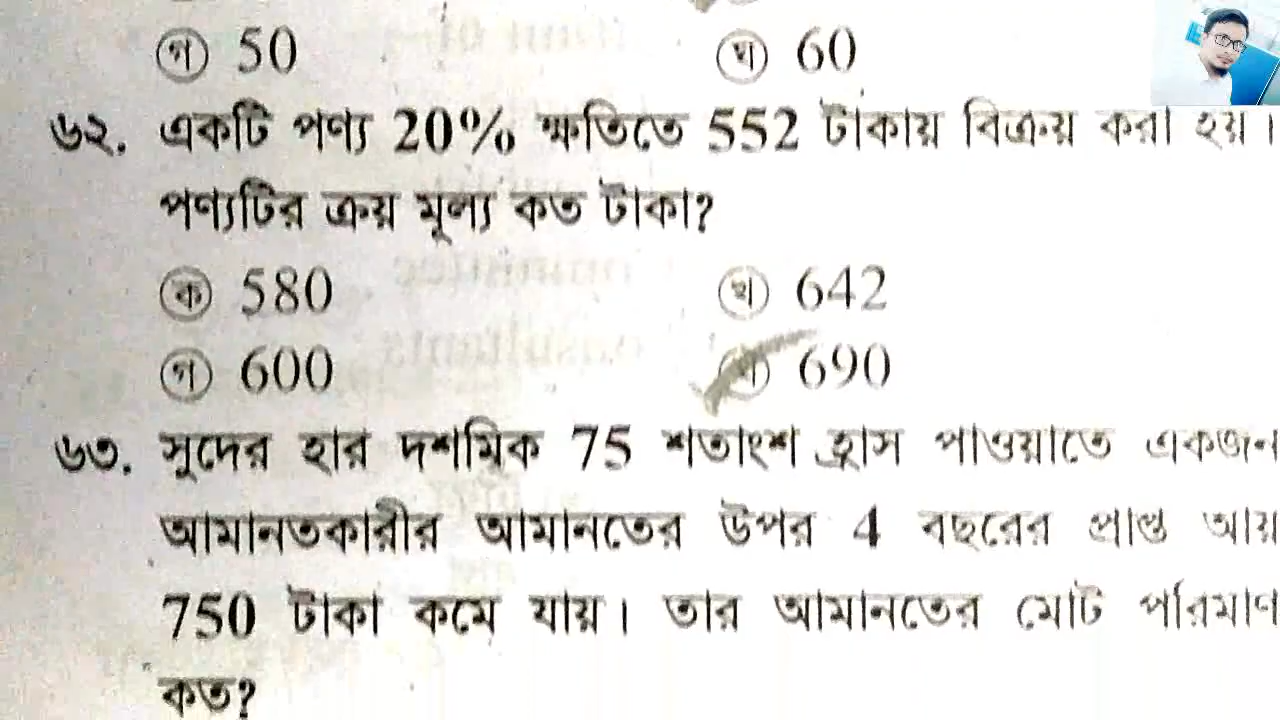 গ 50 ঘ 60
৬২. একটি পণ্য 20% ক্ষতিতে 552 টাকায় বিক্রয় করা হয়।
পণ্যটির ক্রয় মূল্য কত টাকা?
ক 580 খ 642
গ 600 ঘ 690
৬৩. সুদের হার দশমিক 75 শতাংশ হ্রাস পাওয়াতে একজন
আমানতকারীর আমানতের উপর 4 বছরের প্রাপ্ত আয়
750 টাকা কমে যায়। তার আমানতের মোট পরিমাণ
কত?